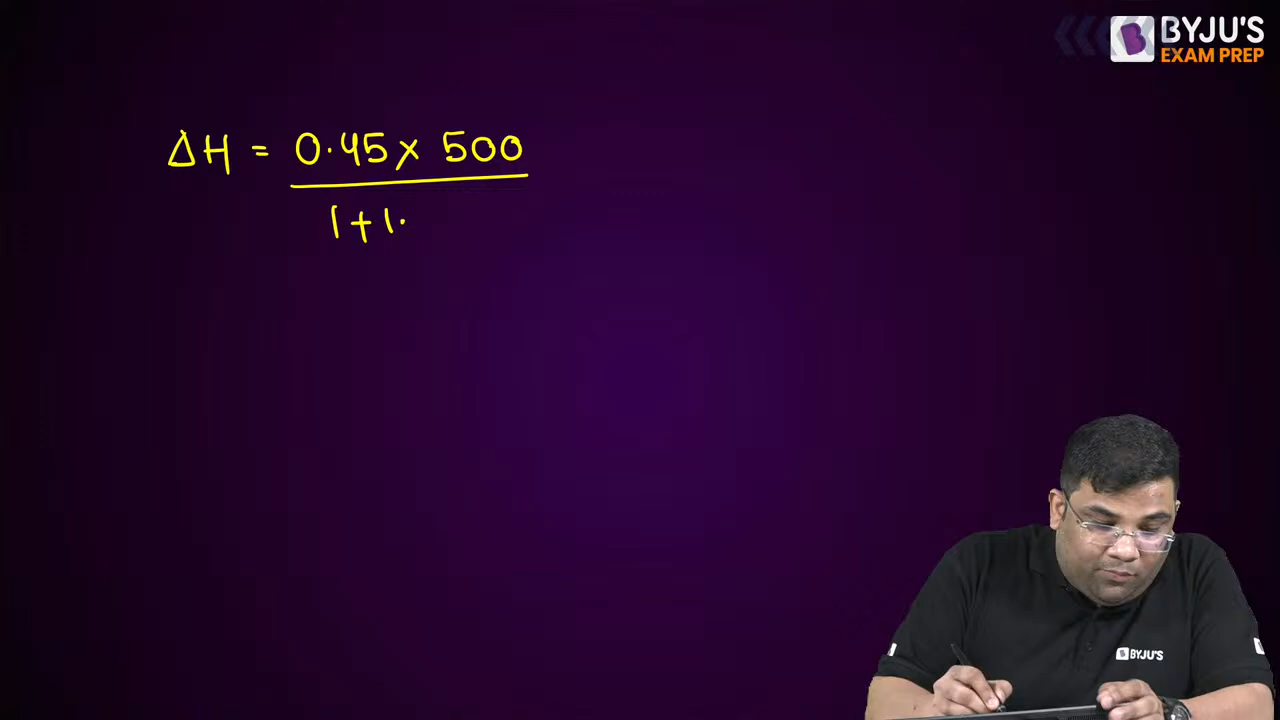 BYJU'S
EXAM PREP
ΔH = 0.45 × 500
1 + 1.
BYJU'S